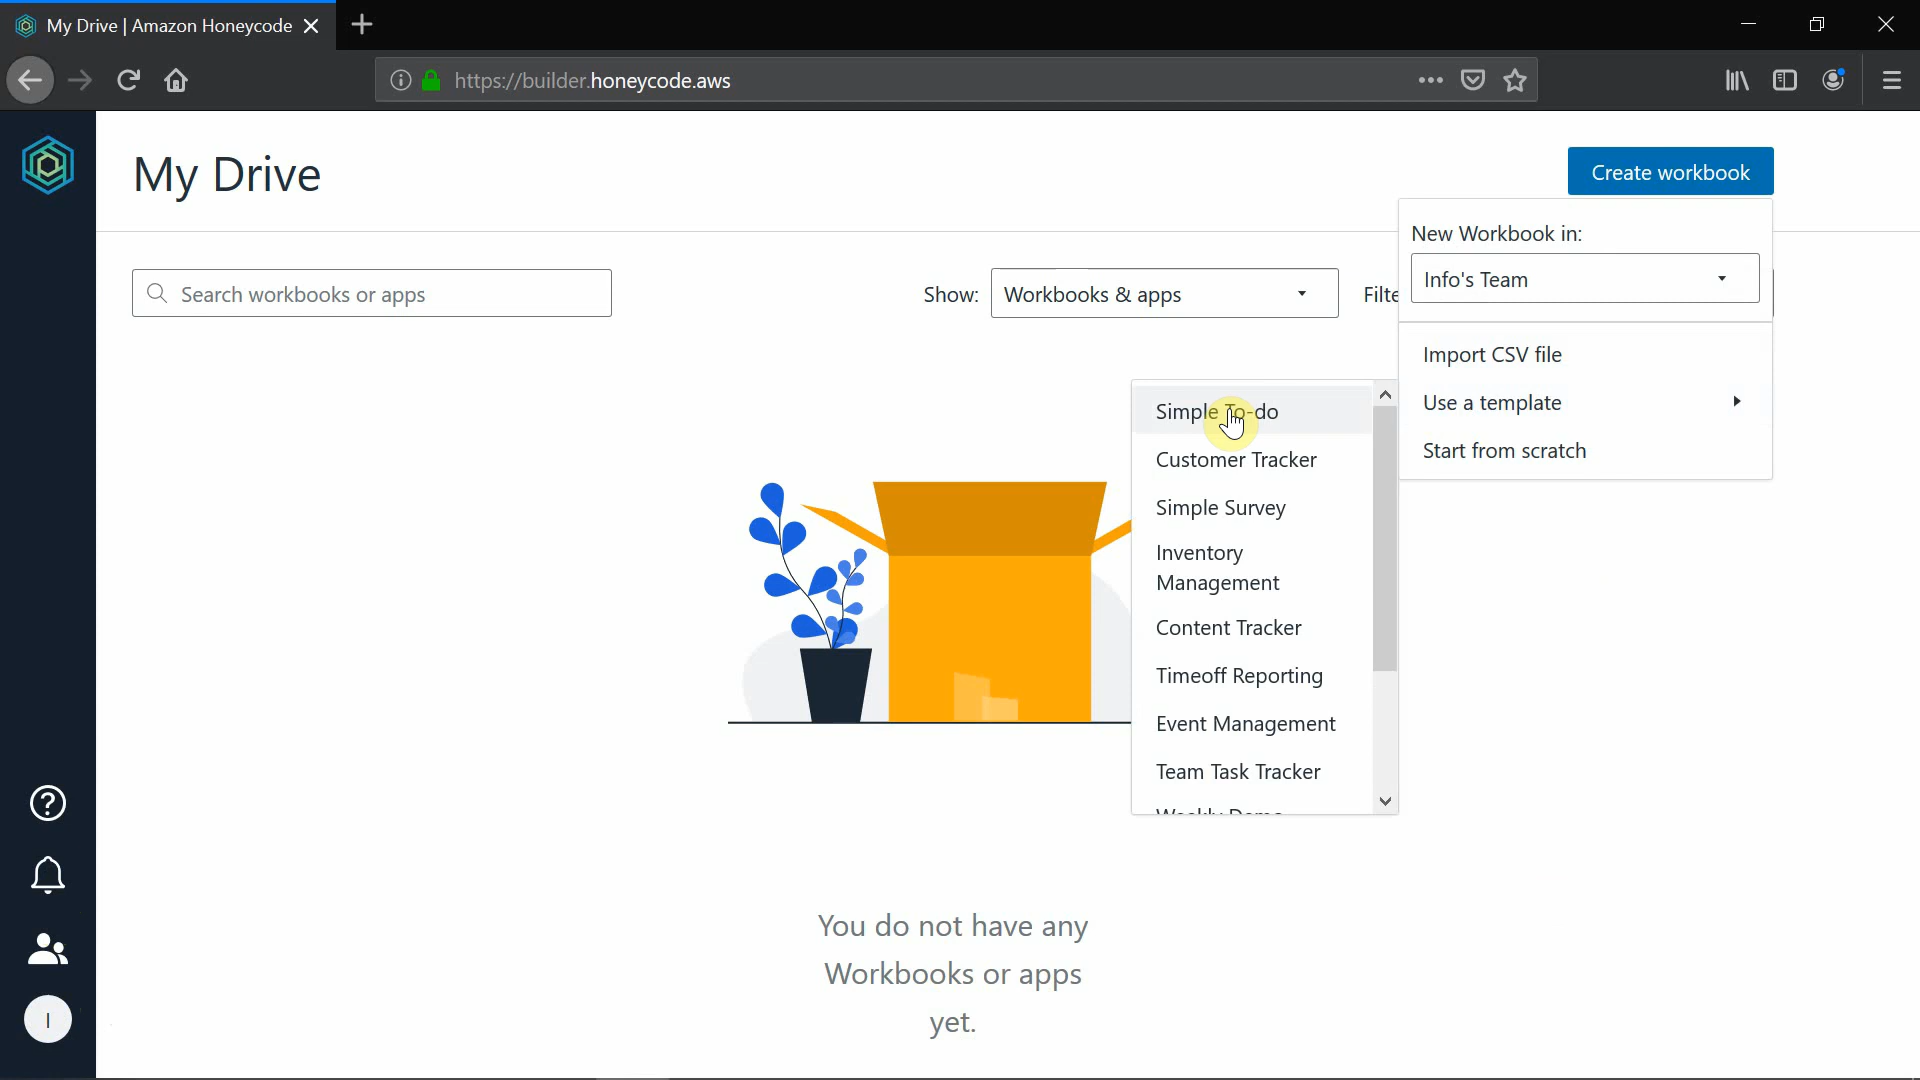 My Drive | Amazon Honeycode
https://builder.honeycode.aws
My Drive
Create workbook
New Workbook in:
Info's Team
Search workbooks or apps
Show:
Workbooks & apps
Filte
Import CSV file
Use a template
Start from scratch
Simple To-do
Customer Tracker
Simple Survey
Inventory
Management
Content Tracker
Timeoff Reporting
Event Management
Team Task Tracker
Weekly Demo
You do not have any
Workbooks or apps
yet.
I